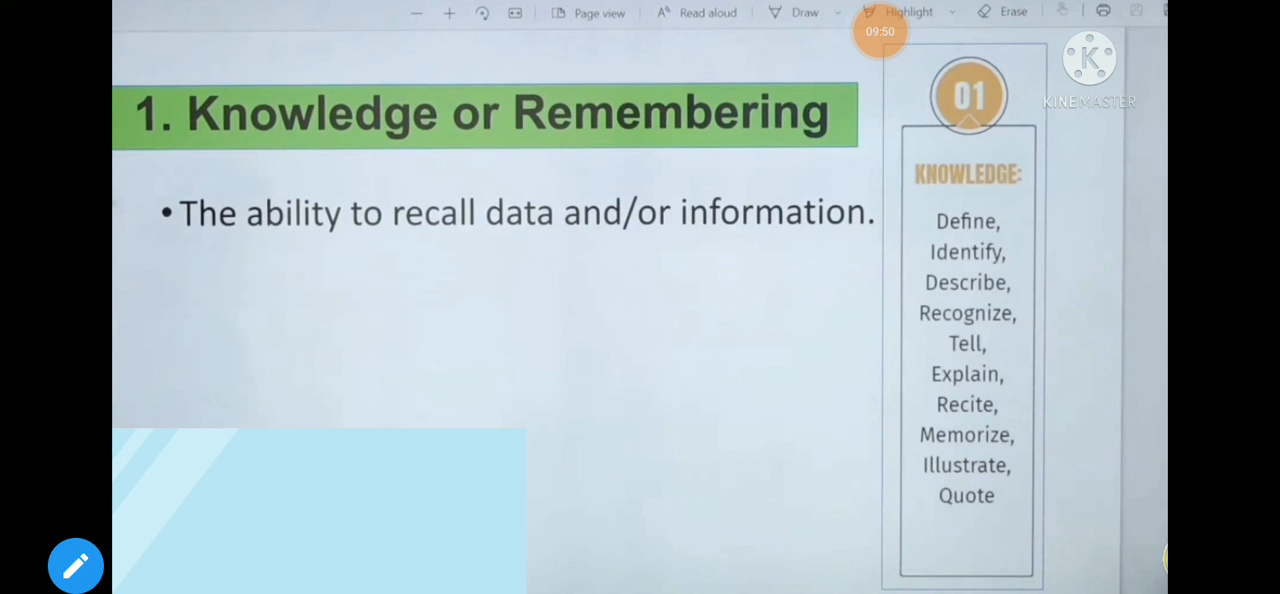 Page view
Read aloud
Draw
Highlight
Erase
09:50
01
KINEMASTER
K
1. Knowledge or Remembering
• The ability to recall data and/or information.
KNOWLEDGE:
Define,
Identify,
Describe,
Recognize,
Tell,
Explain,
Recite,
Memorize,
Illustrate,
Quote